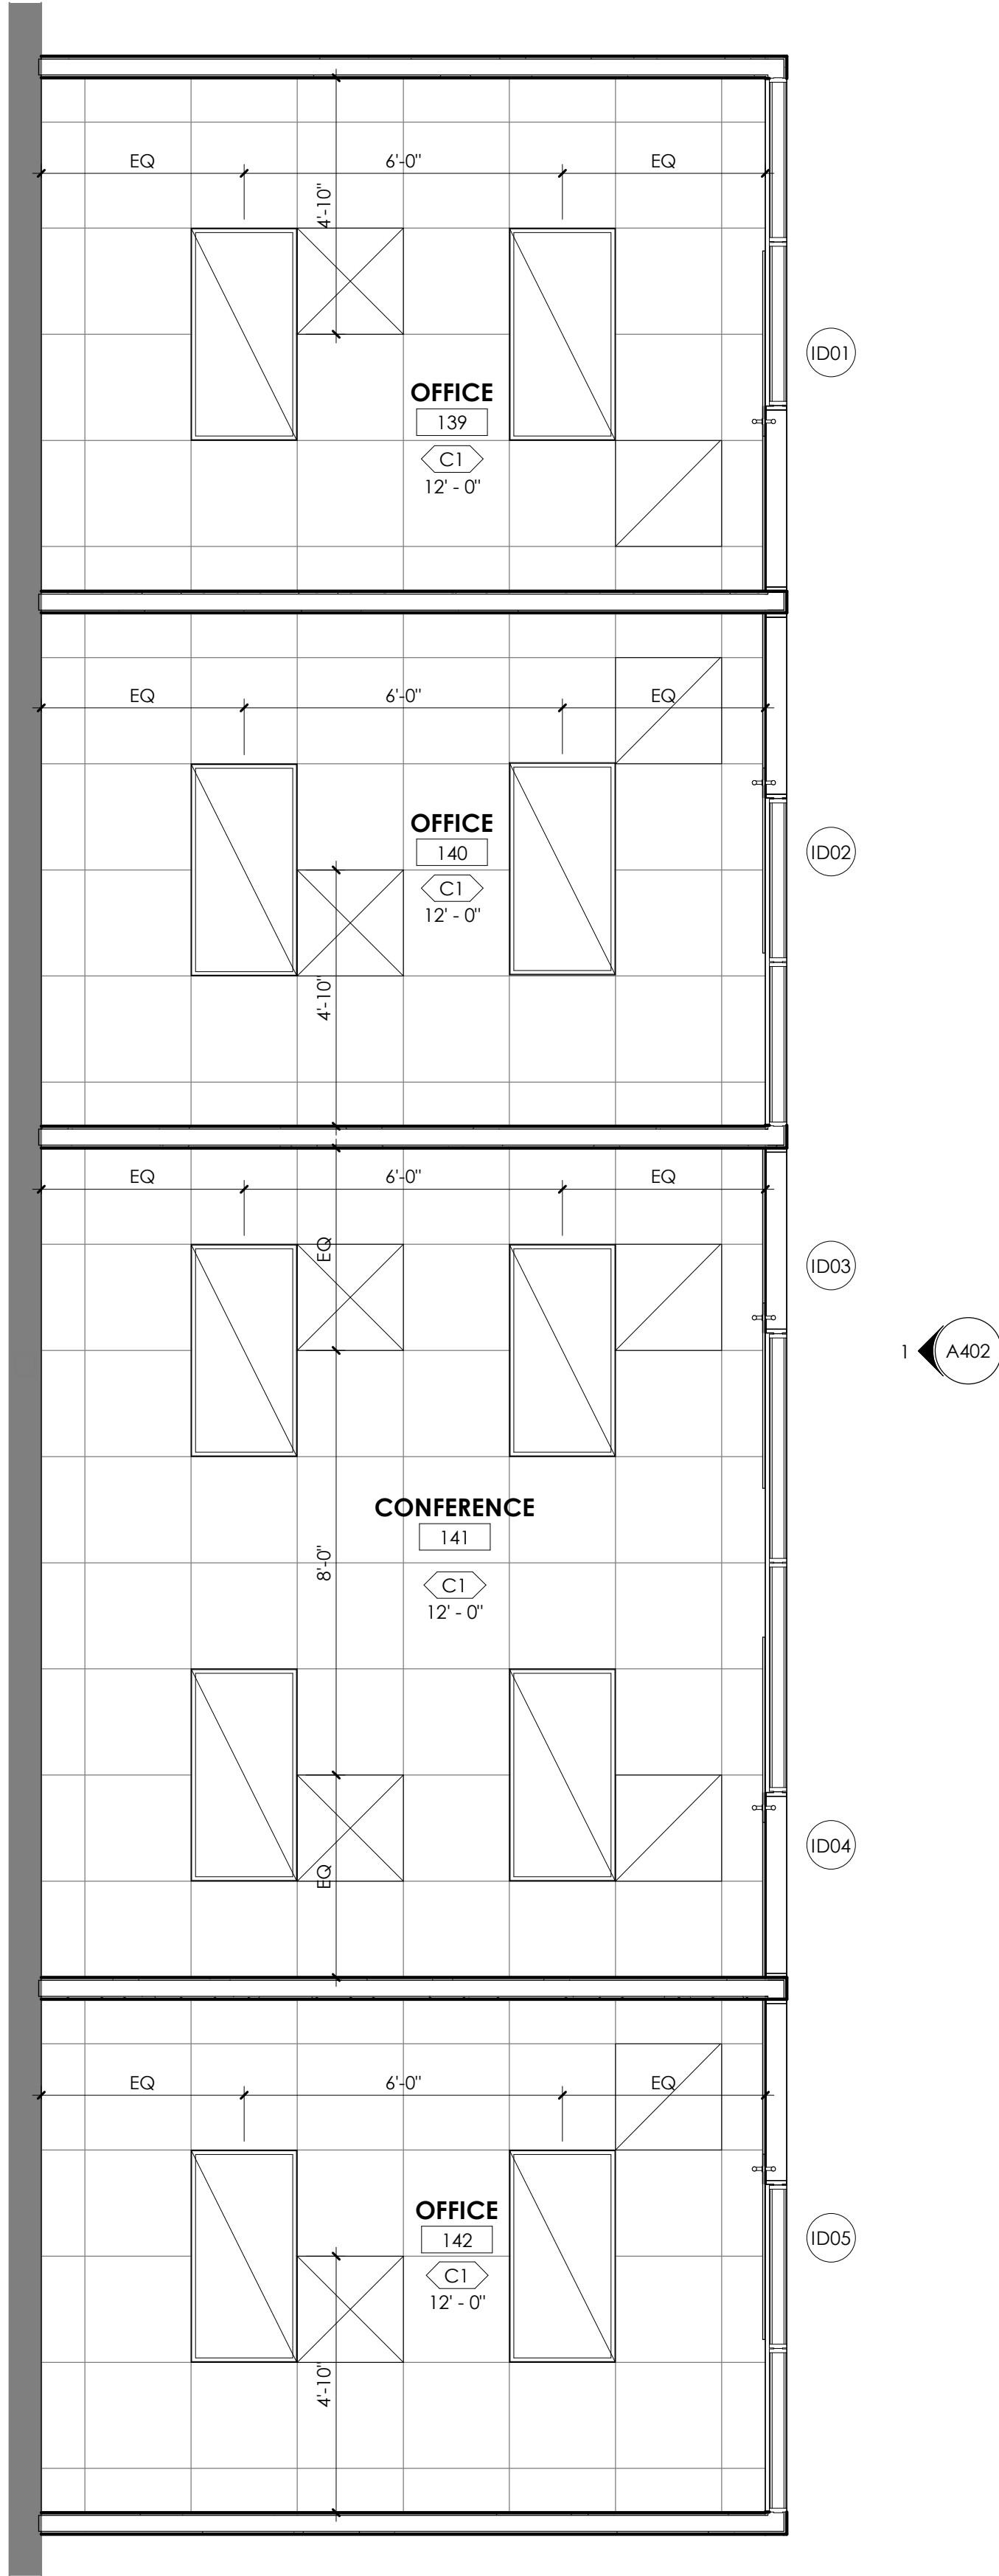 EQ 6'-0" EQ
4'-10"
ID01
OFFICE
139
C1
12' - 0"
EQ 6'-0" EQ
OFFICE
140
ID02
C1
12' - 0"
4'-10"
EQ 6'-0" EQ
EQ
ID03
1 A402
CONFERENCE
141
8'-0"
C1
12' - 0"
ID04
EQ
EQ 6'-0" EQ
OFFICE
142
ID05
C1
12' - 0"
4'-10"